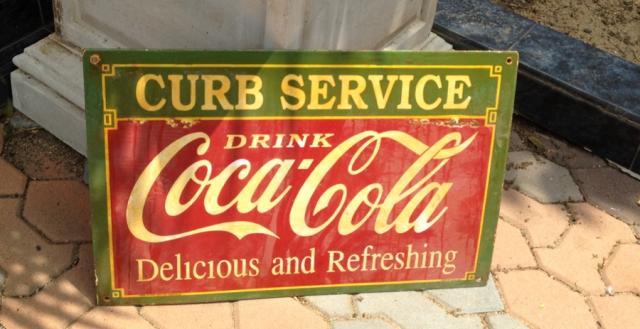 CURB SERVICE
DRINK
Coca-Cola
Delicious and Refreshing